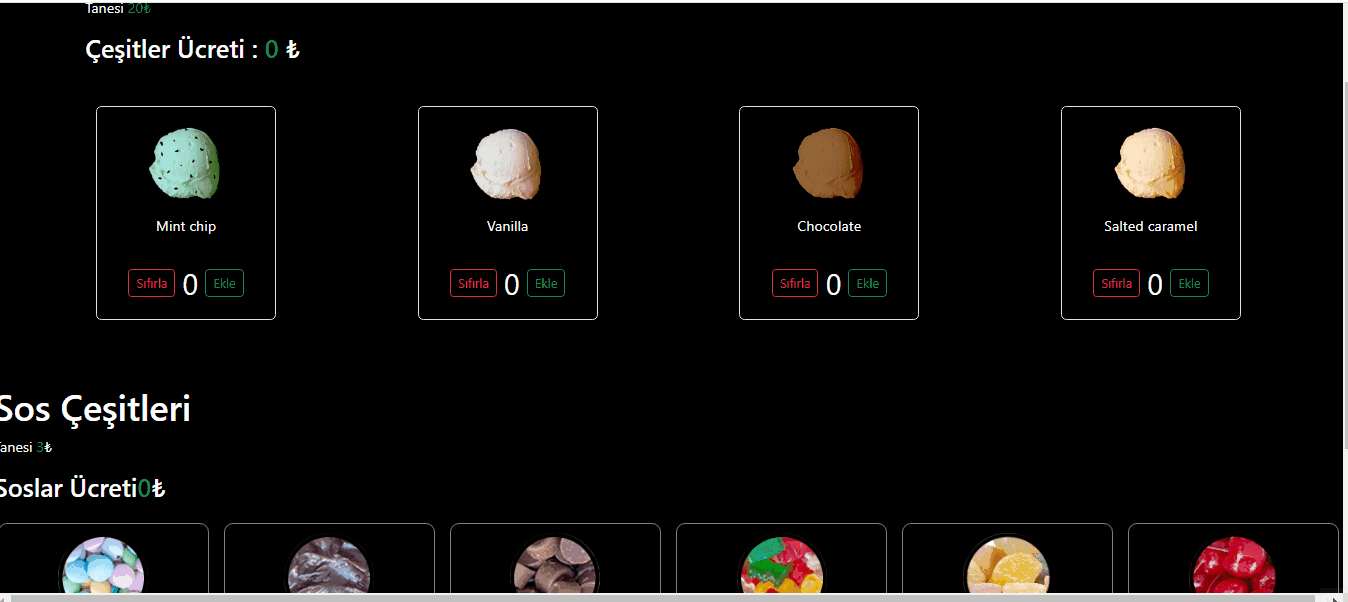 Tanesi 20₺
Çeşitler Ücreti : 0 ₺
Mint chip
Vanilla
Chocolate
Salted caramel
Sıfırla 0 Ekle
Sıfırla 0 Ekle
Sıfırla 0 Ekle
Sıfırla 0 Ekle
Sos Çeşitleri
Tanesi 3₺
Soslar Ücreti0₺